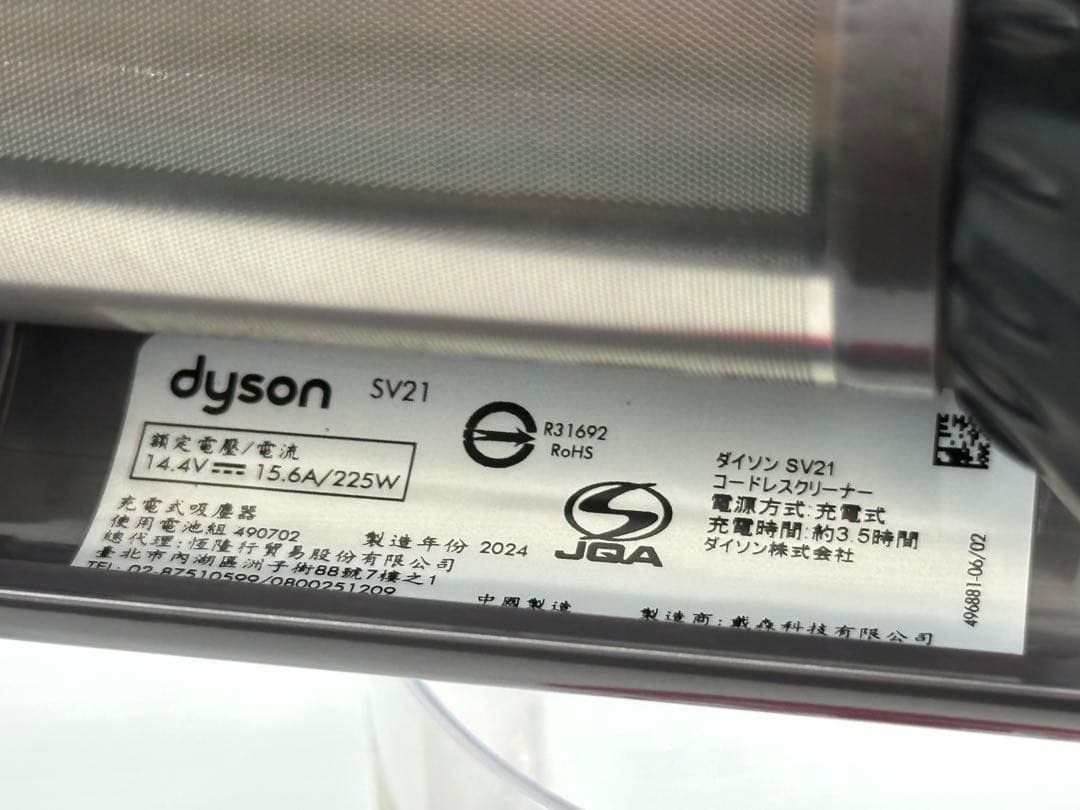 dyson SV21
額定電壓/電流
14.4V 15.6A/225W
R31692
RoHS
充電式吸塵器
使用電池組 490702
總代理:恆隆行貿易股份有限公司
臺北市內湖區洲子街88號7樓之1
TEL: 02-87510599/0800251209
製造年份 2024
中國製造
JQA
ダイソン SV21
コードレスクリーナー
電源方式:充電式
充電時間:約3.5時間
ダイソン株式会社
製造商:戴森科技有限公司
496881-06/02